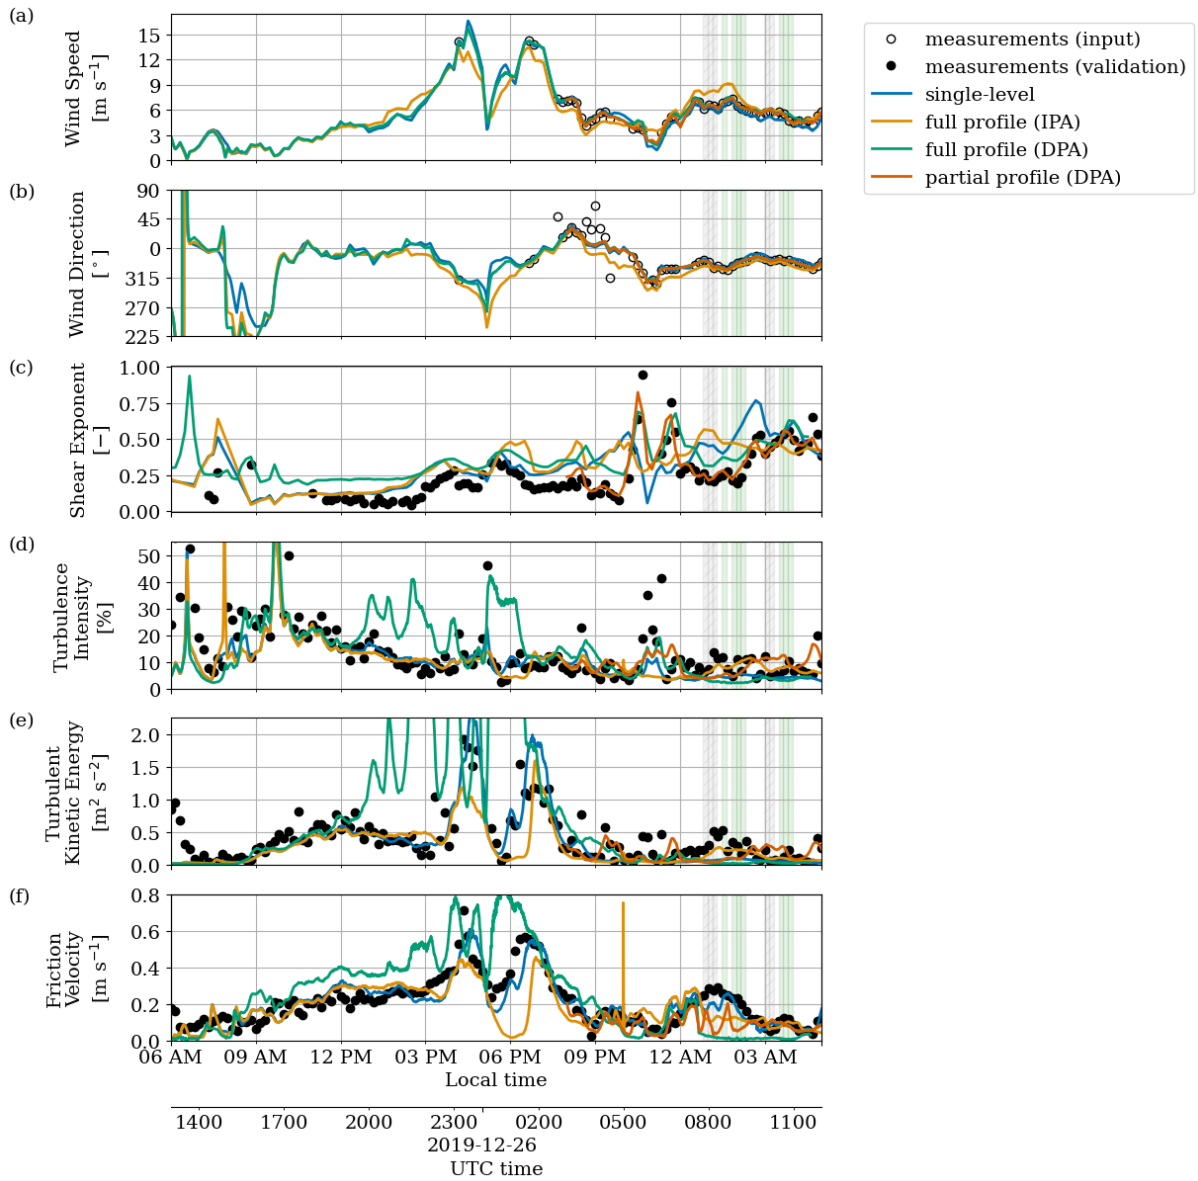 (a)
Wind Speed
[m s⁻¹]
15
12
9
6
3
0
measurements (input)
measurements (validation)
single-level
full profile (IPA)
full profile (DPA)
partial profile (DPA)
(b)
Wind Direction
[°]
90
45
0
315
270
225
(c)
Shear Exponent
[−]
1.00
0.75
0.50
0.25
0.00
(d)
Turbulence
Intensity
[%]
50
40
30
20
10
0
(e)
Turbulent
Kinetic Energy
[m² s⁻²]
2.0
1.5
1.0
0.5
0.0
(f)
Friction
Velocity
[m s⁻¹]
0.8
0.6
0.4
0.2
0.0
06 AM 09 AM 12 PM 03 PM 06 PM 09 PM 12 AM 03 AM
Local time
1400 1700 2000 2300 0200 0500 0800 1100
2019-12-26
UTC time